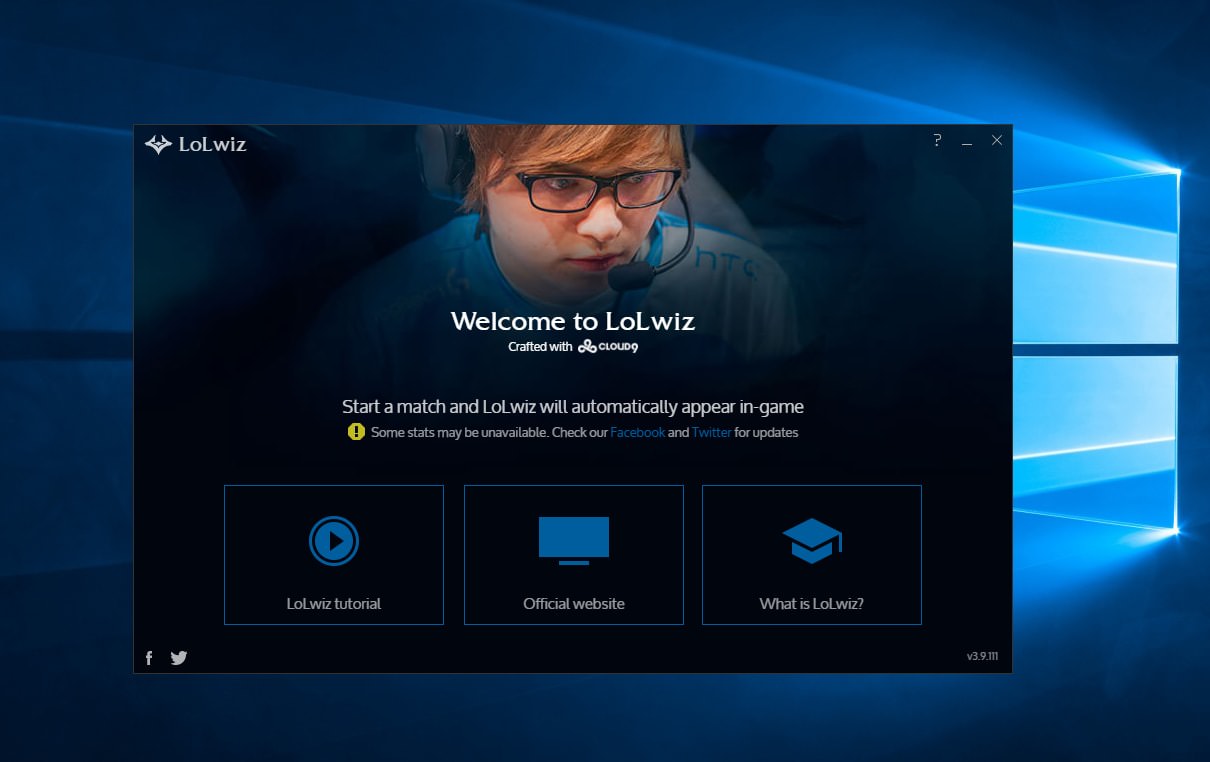 LoLwiz
?
hTC
Welcome to LoLwiz
Crafted with CLOUD9
Start a match and LoLwiz will automatically appear in-game
Some stats may be unavailable. Check our Facebook and Twitter for updates
LoLwiz tutorial
Official website
What is LoLwiz?
v3.9.111